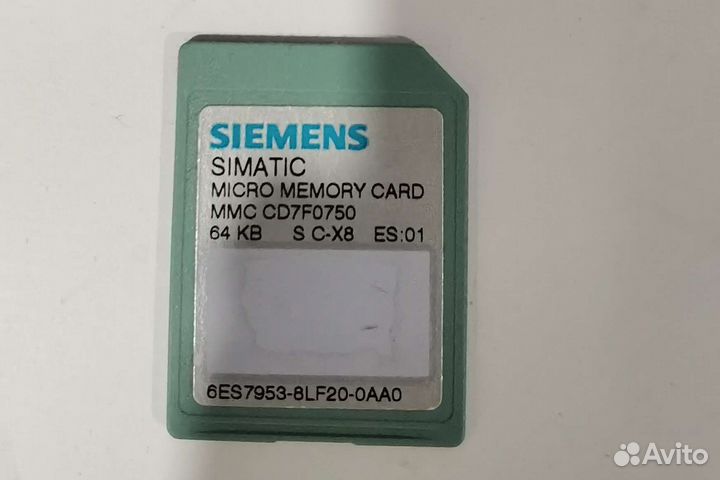 SIEMENS
SIMATIC
MICRO MEMORY CARD
MMC CD7F0750
64 KB S C-X8 ES:01
6ES7953-8LF20-0AA0
Avito